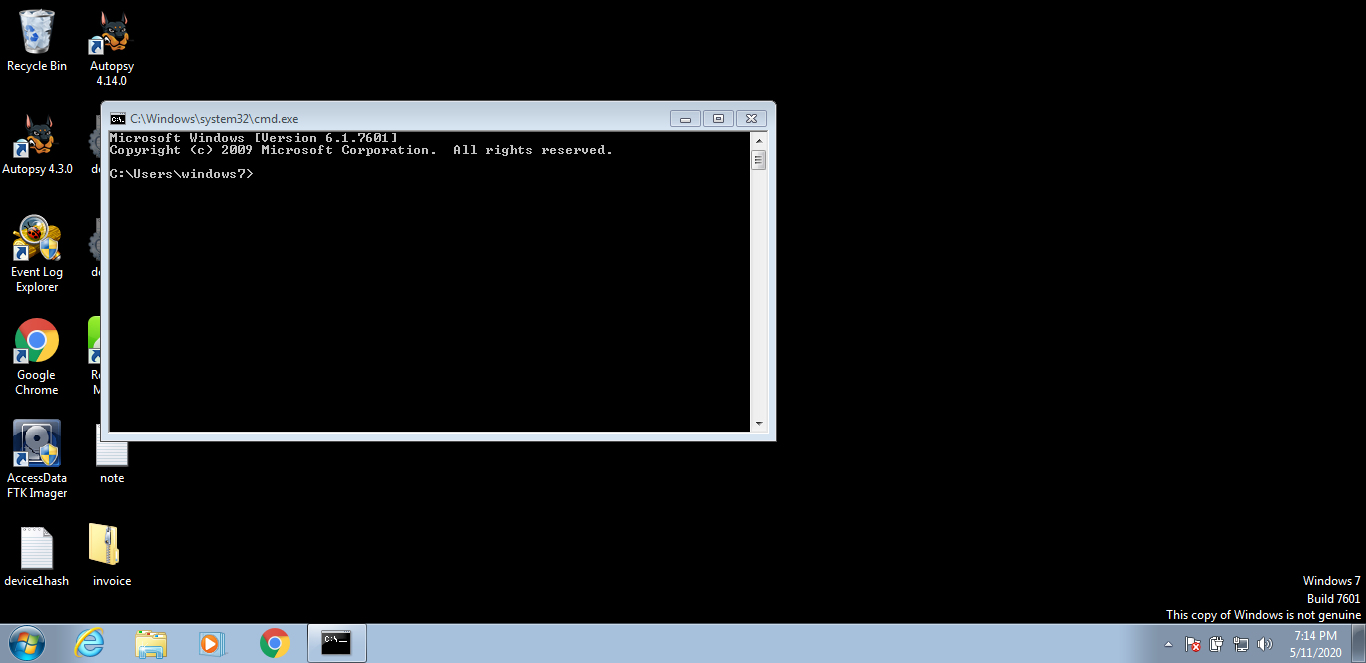 Recycle Bin
Autopsy
4.14.0
Autopsy 4.3.0
de
Event Log
Explorer
de
Google
Chrome
Re
M
AccessData
FTK Imager
note
device1hash
invoice
C:\Windows\system32\cmd.exe
Microsoft Windows [Version 6.1.7601]
Copyright (c) 2009 Microsoft Corporation.  All rights reserved.
C:\Users\windows7>
Windows 7
Build 7601
This copy of Windows is not genuine
7:14 PM
5/11/2020